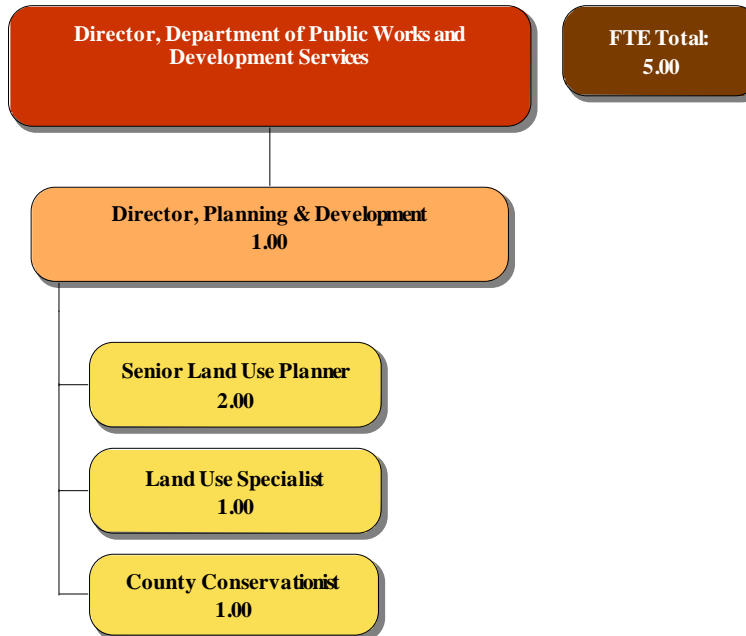 Director, Department of Public Works and
Development Services
FTE Total:
5.00
Director, Planning & Development
1.00
Senior Land Use Planner
2.00
Land Use Specialist
1.00
County Conservationist
1.00